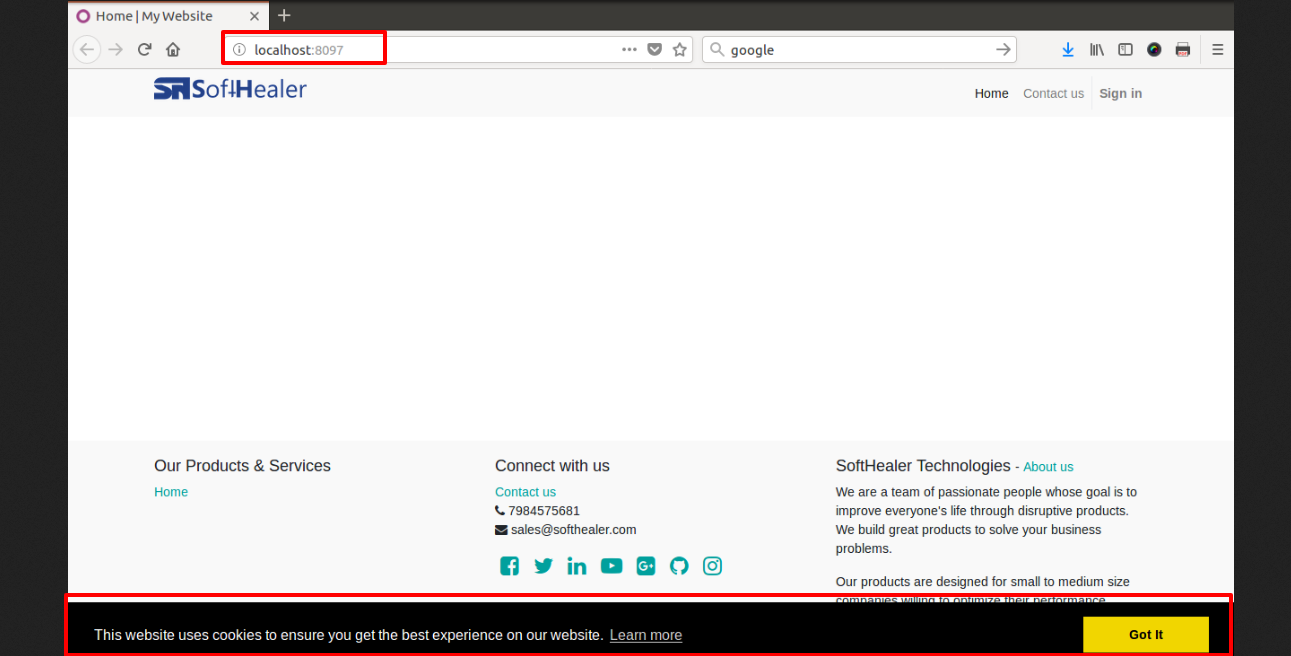 Home | My Website
localhost:8097
google
SoftHealer
Home Contact us Sign in
Our Products & Services
Home
Connect with us
Contact us
7984575681
sales@softhealer.com
SoftHealer Technologies - About us
We are a team of passionate people whose goal is to
improve everyone's life through disruptive products.
We build great products to solve your business
problems.
Our products are designed for small to medium size
companies willing to optimize their performance.
This website uses cookies to ensure you get the best experience on our website. Learn more
Got It